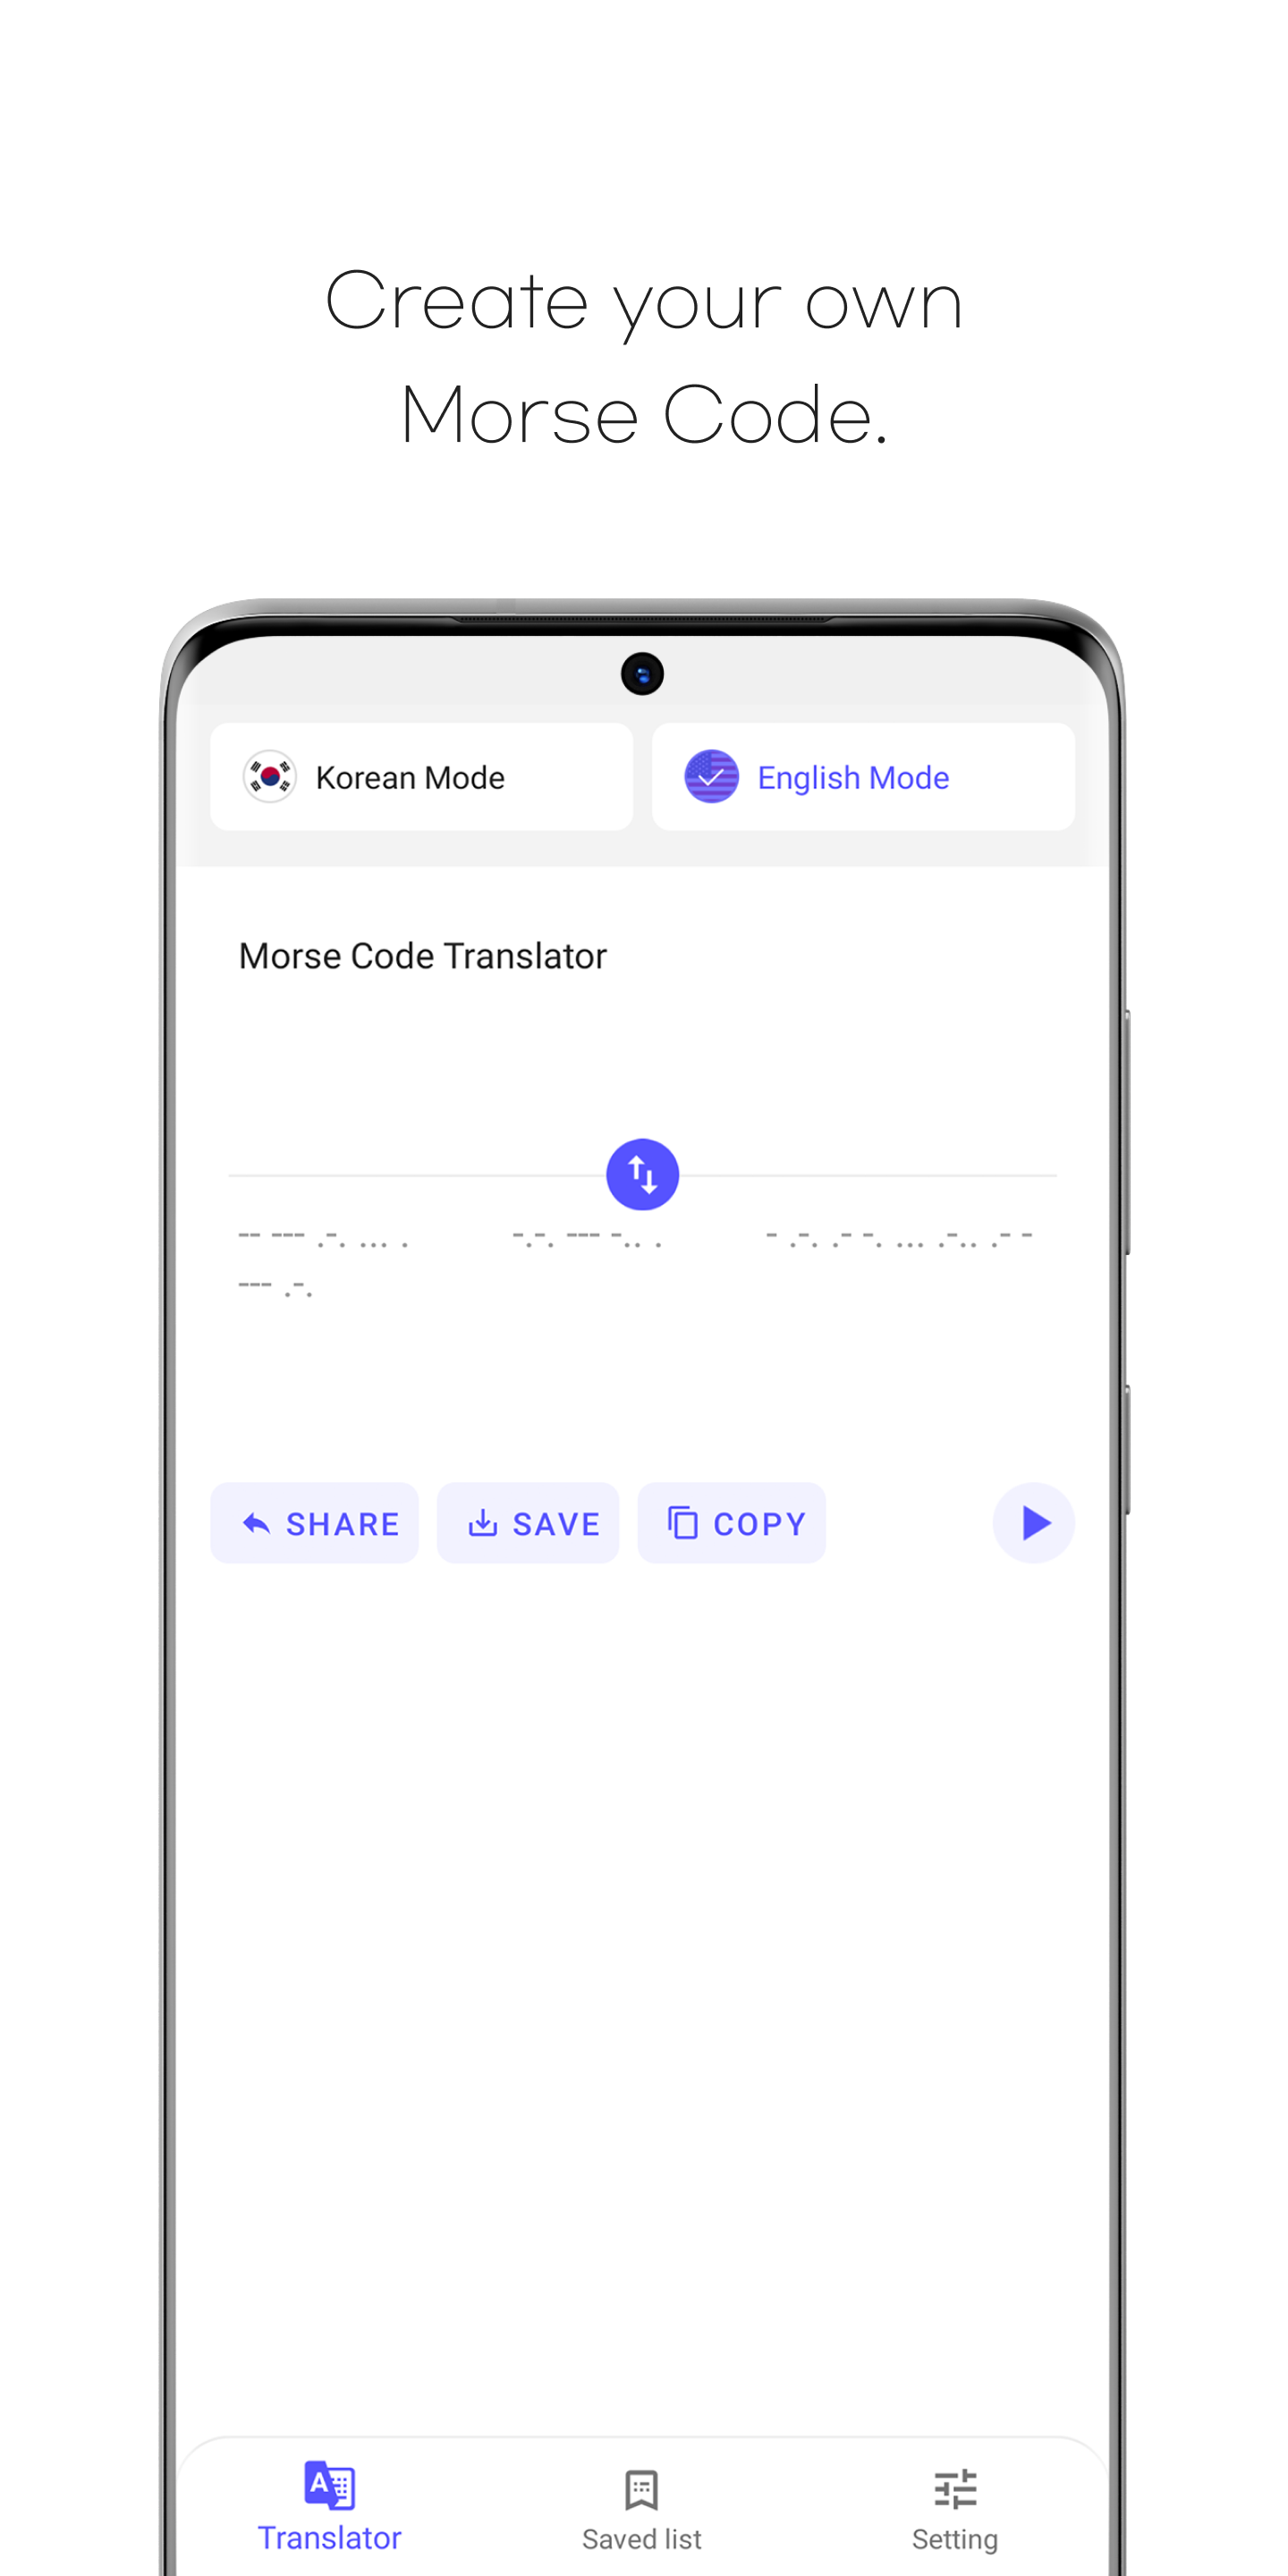 Create your own
Morse Code.
Korean Mode
English Mode
Morse Code Translator
-- --- .-. ... . -.-. --- -.. . - .-. .- -. ... .-.. .- -
--- .-.
SHARE
SAVE
COPY
Translator
Saved list
Setting